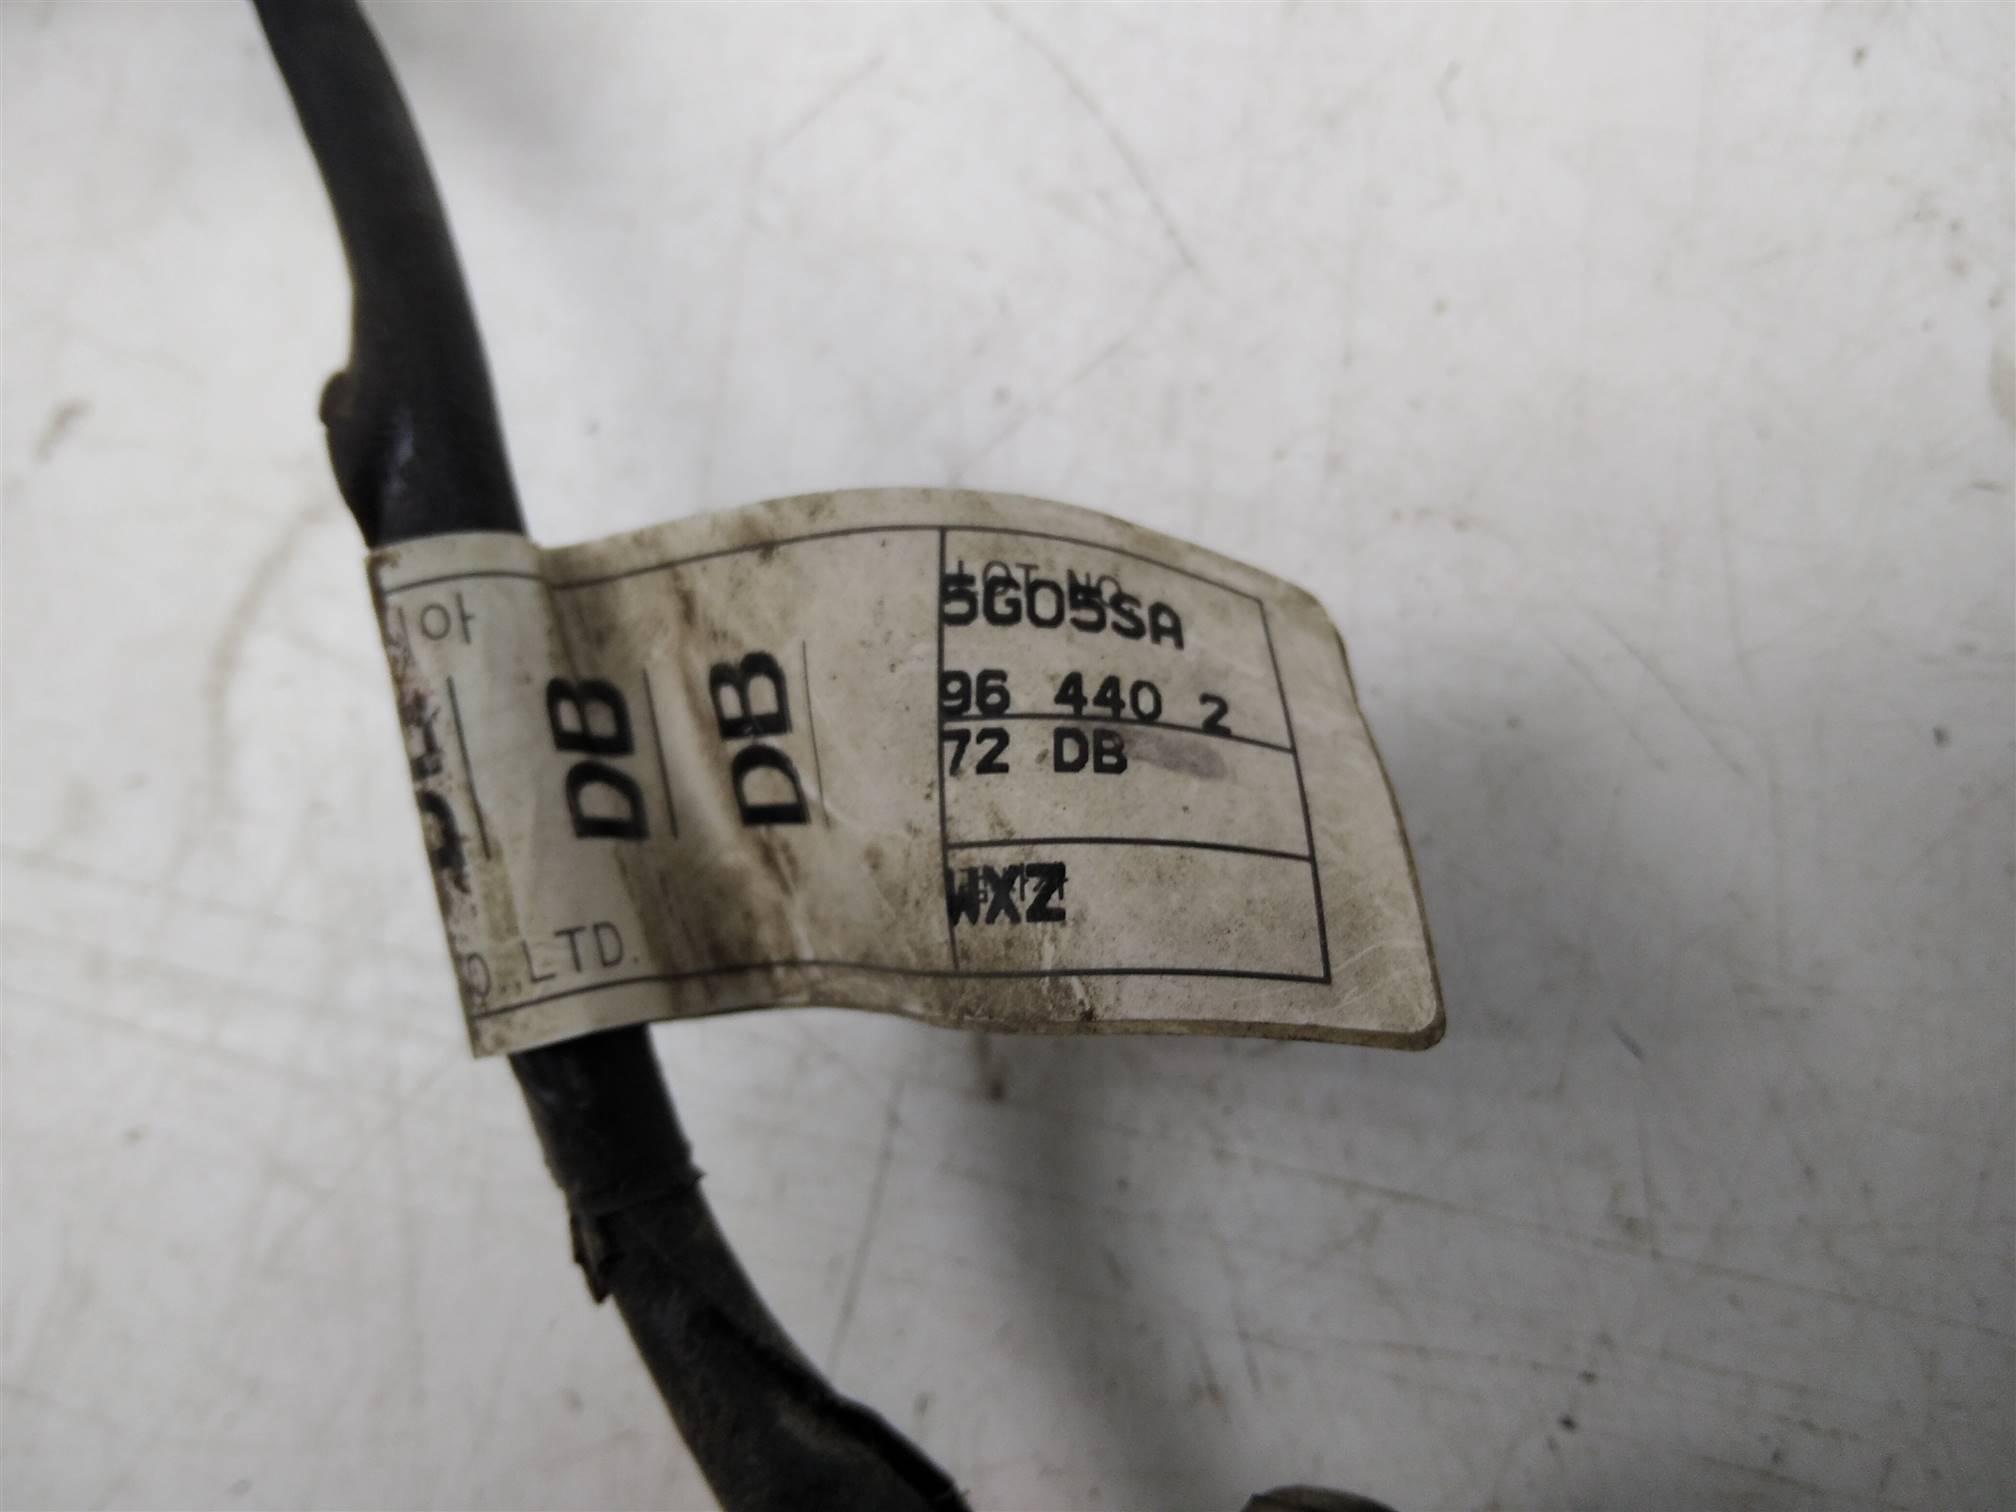 LOT NO.
5G05SA
96 440 2
72 DB
WXZ
DB
DB
LTD.